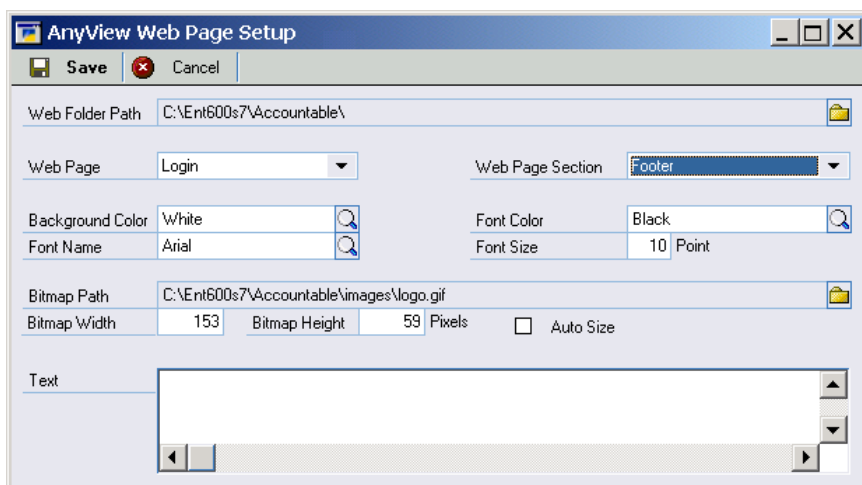 AnyView Web Page Setup
Save Cancel
Web Folder Path C:\Ent600s7\Accountable\
Web Page Login Web Page Section Footer
Background Color White Font Color Black
Font Name Arial Font Size 10 Point
Bitmap Path C:\Ent600s7\Accountable\images\logo.gif
Bitmap Width 153 Bitmap Height 59 Pixels Auto Size
Text